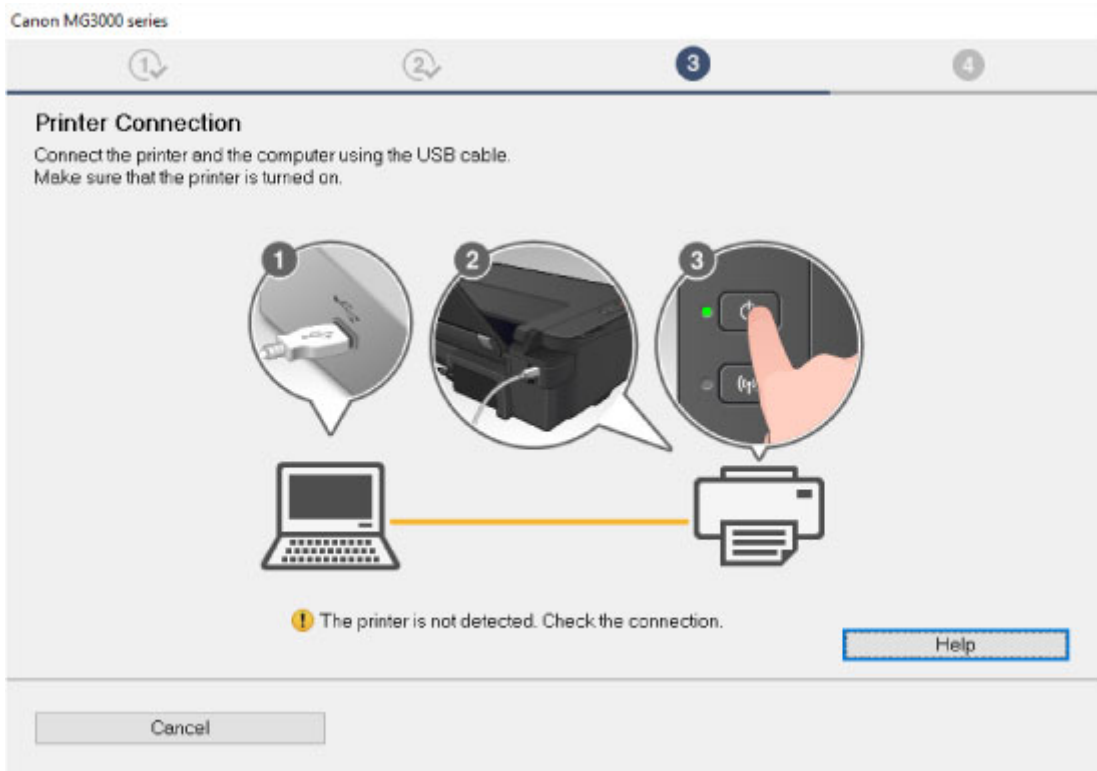 Canon MG3000 series
1
2
3
4
Printer Connection
Connect the printer and the computer using the USB cable.
Make sure that the printer is turned on.
1
2
3
The printer is not detected. Check the connection.
Help
Cancel